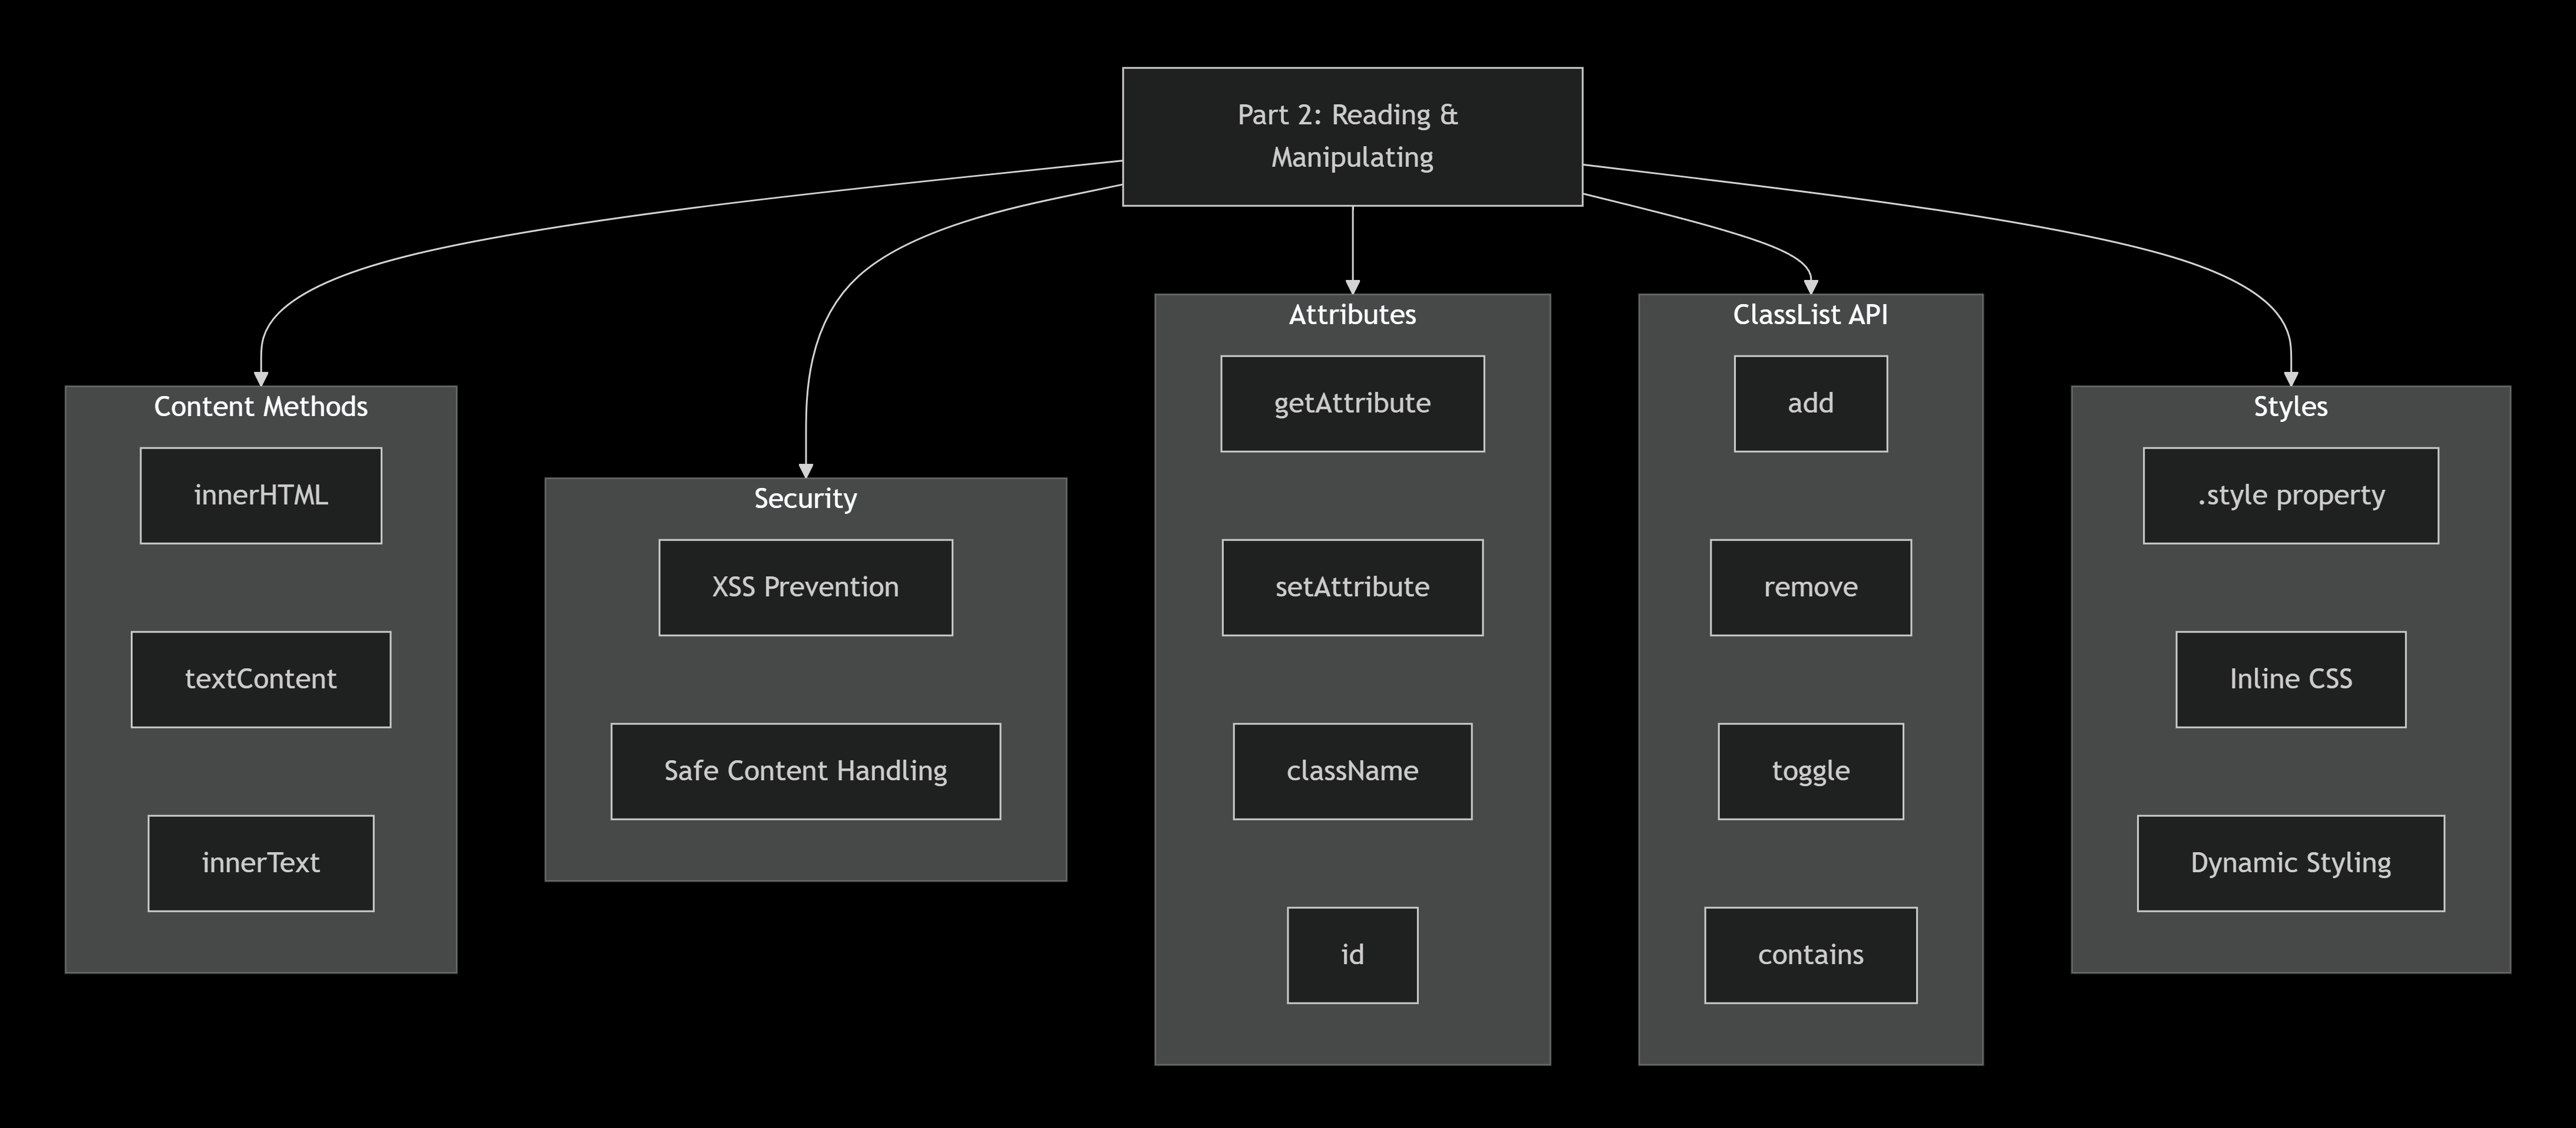 Part 2: Reading &
Manipulating
Content Methods
innerHTML
textContent
innerText
Security
XSS Prevention
Safe Content Handling
Attributes
getAttribute
setAttribute
className
id
ClassList API
add
remove
toggle
contains
Styles
.style property
Inline CSS
Dynamic Styling